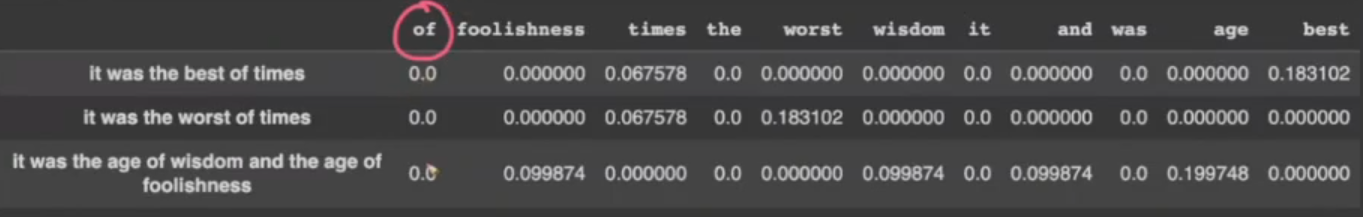 of foolishness times the worst wisdom it and was age best
it was the best of times 0.0 0.000000 0.067578 0.0 0.000000 0.000000 0.0 0.000000 0.0 0.000000 0.183102
it was the worst of times 0.0 0.000000 0.067578 0.0 0.183102 0.000000 0.0 0.000000 0.0 0.000000 0.000000
it was the age of wisdom and the age of
foolishness 0.0 0.099874 0.000000 0.0 0.000000 0.099874 0.0 0.099874 0.0 0.199748 0.000000